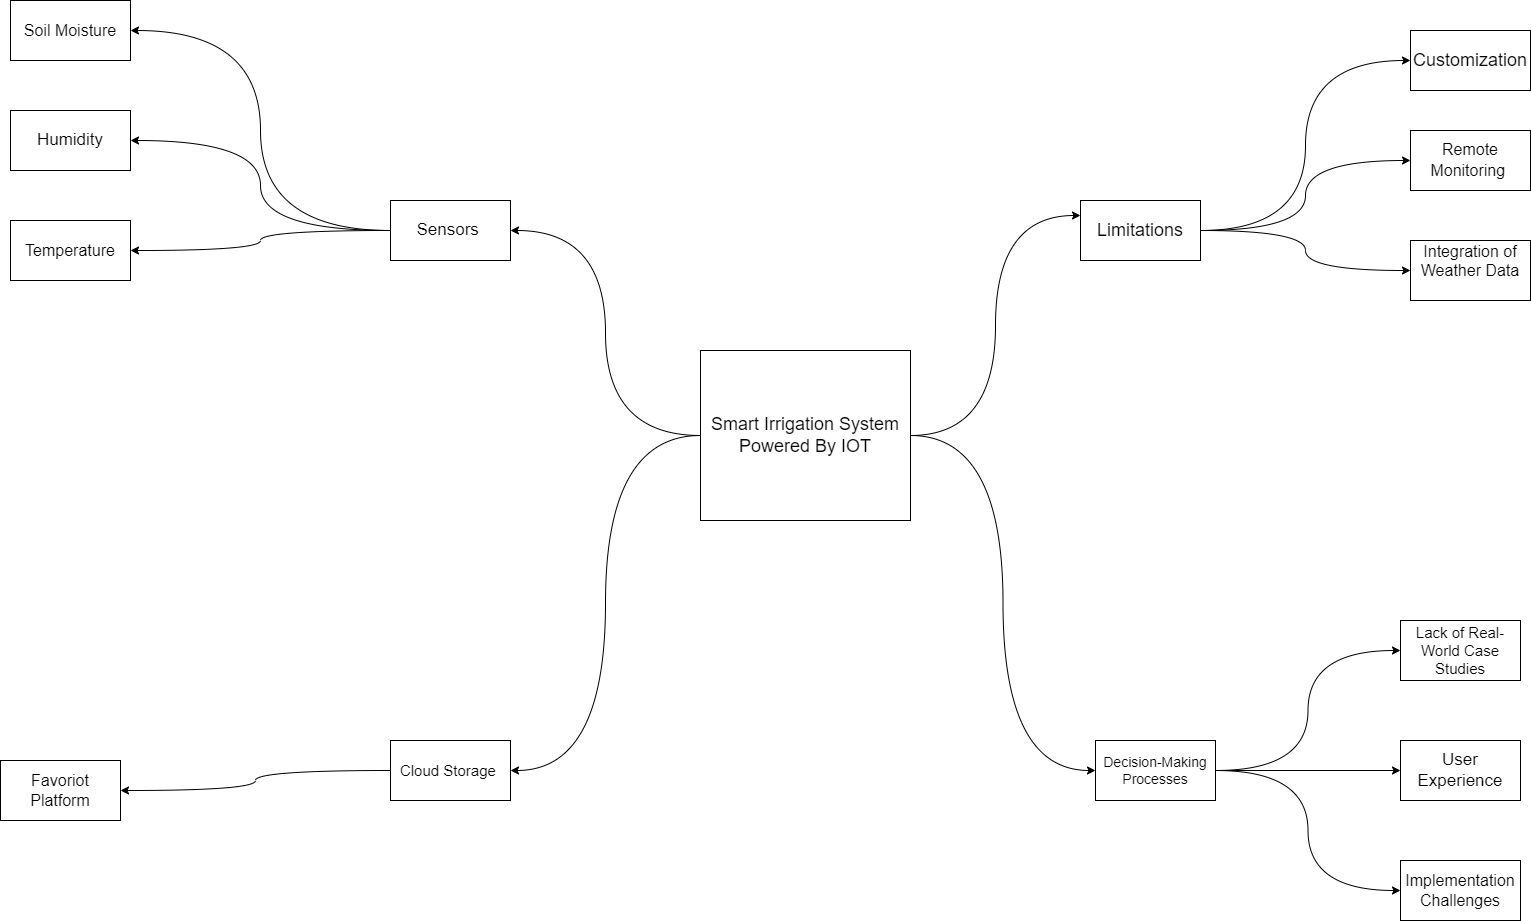 Soil Moisture
Humidity
Temperature
Sensors
Limitations
Customization
Remote
Monitoring
Integration of
Weather Data
Smart Irrigation System
Powered By IOT
Cloud Storage
Favoriot
Platform
Decision-Making
Processes
Lack of Real-
World Case
Studies
User
Experience
Implementation
Challenges